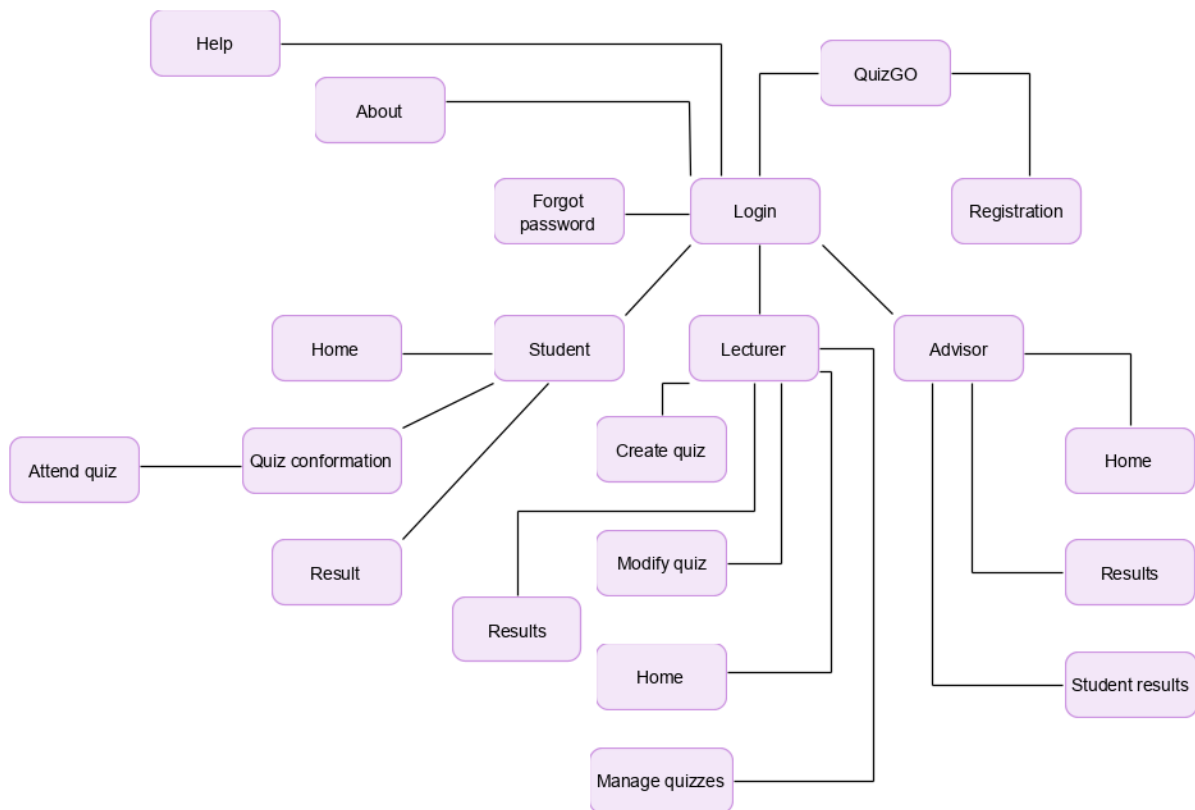 Help
QuizGO
About
Forgot
password
Login
Registration
Home
Student
Lecturer
Advisor
Create quiz
Quiz conformation
Attend quiz
Home
Modify quiz
Result
Results
Results
Home
Student results
Manage quizzes